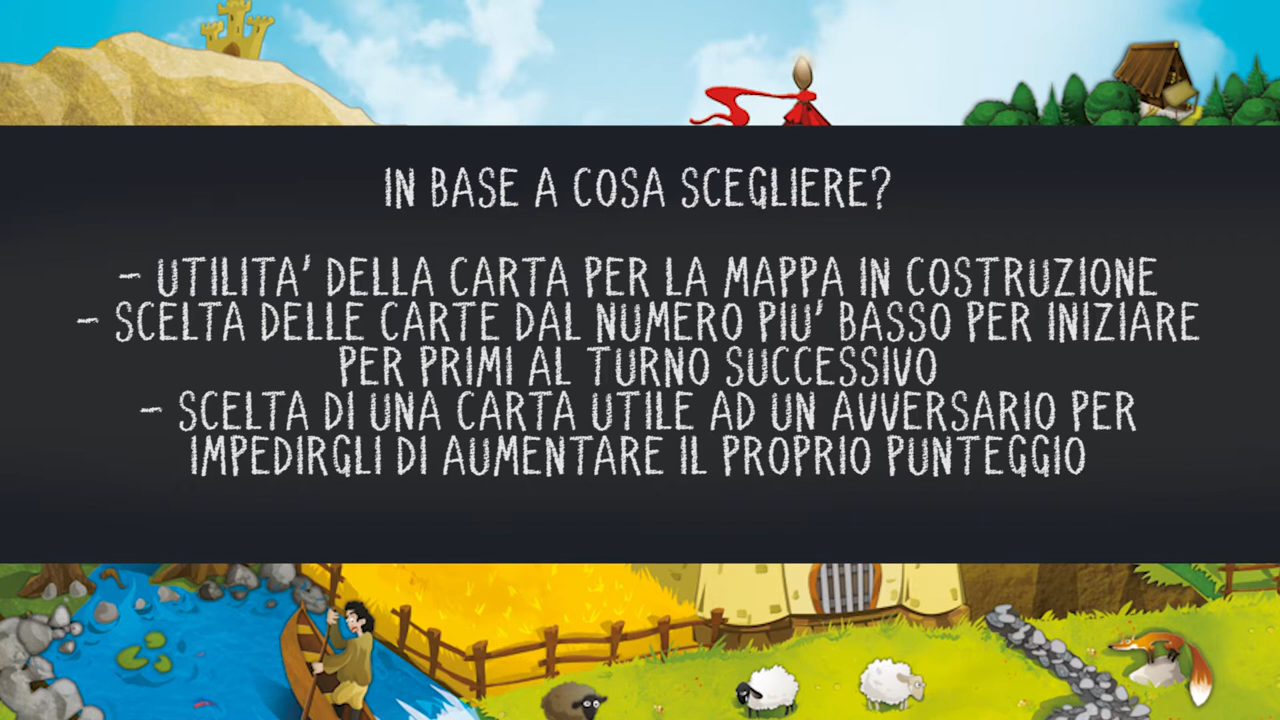 IN BASE A COSA SCEGLIERE?
- UTILITA' DELLA CARTA PER LA MAPPA IN COSTRUZIONE
- SCELTA DELLE CARTE DAL NUMERO PIU' BASSO PER INIZIARE
PER PRIMI AL TURNO SUCCESSIVO
- SCELTA DI UNA CARTA UTILE AD UN AVVERSARIO PER
IMPEDIRGLI DI AUMENTARE IL PROPRIO PUNTEGGIO